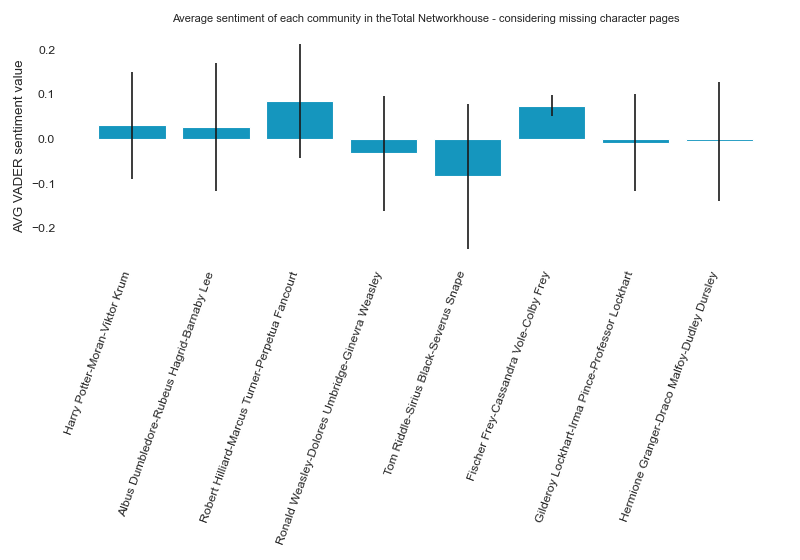 Average sentiment of each community in theTotal Networkhouse - considering missing character pages
AVG VADER sentiment value
0.2
0.1
0.0
−0.1
−0.2
Harry Potter-Moran-Viktor Krum
Albus Dumbledore-Rubeus Hagrid-Barnaby Lee
Robert Hilliard-Marcus Turner-Perpetua Fancourt
Ronald Weasley-Dolores Umbridge-Ginevra Weasley
Tom Riddle-Sirius Black-Severus Snape
Fischer Frey-Cassandra Vole-Colby Frey
Gilderoy Lockhart-Irma Pince-Professor Lockhart
Hermione Granger-Draco Malfoy-Dudley Dursley